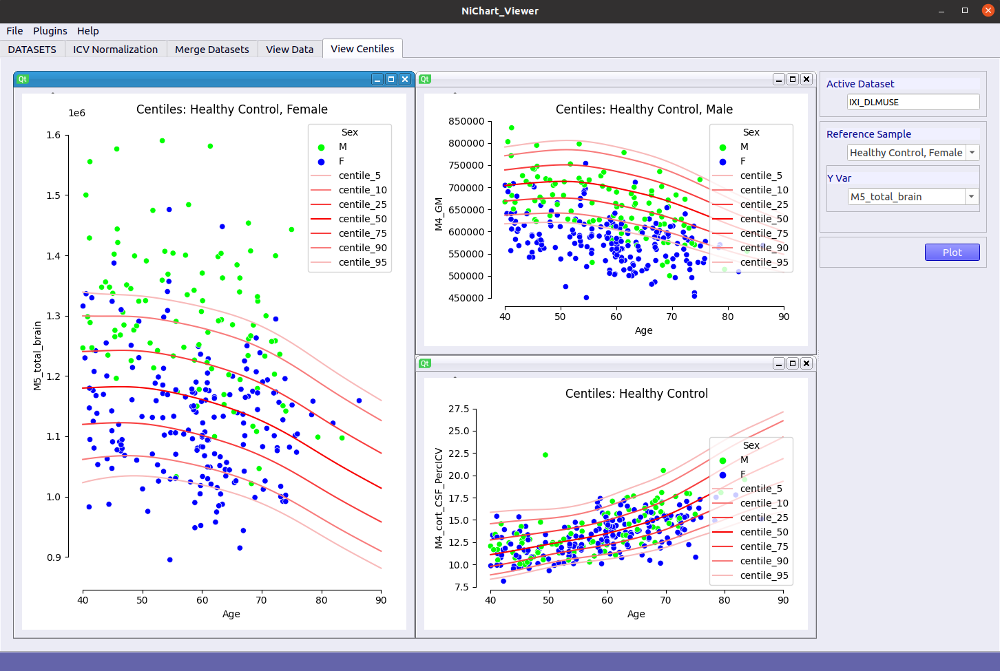 NiChart_Viewer
File Plugins Help
DATASETS ICV Normalization Merge Datasets View Data View Centiles
Qt
Centiles: Healthy Control, Female
1e6
1.6
1.5
1.4
1.3
1.2
1.1
1.0
0.9
M5_total_brain
40 50 60 70 80 90
Age
Sex
M
F
centile_5
centile_10
centile_25
centile_50
centile_75
centile_90
centile_95
Qt
Centiles: Healthy Control, Male
850000
800000
750000
700000
650000
600000
550000
500000
450000
M4_GM
40 50 60 70 80 90
Age
Sex
M
F
centile_5
centile_10
centile_25
centile_50
centile_75
centile_90
centile_95
Qt
Centiles: Healthy Control
27.5
25.0
22.5
20.0
17.5
15.0
12.5
10.0
7.5
M4_cort_CSF_PercICV
40 50 60 70 80 90
Age
Sex
M
F
centile_5
centile_10
centile_25
centile_50
centile_75
centile_90
centile_95
Active Dataset
IXI_DLMUSE
Reference Sample
Healthy Control, Female
Y Var
M5_total_brain
Plot